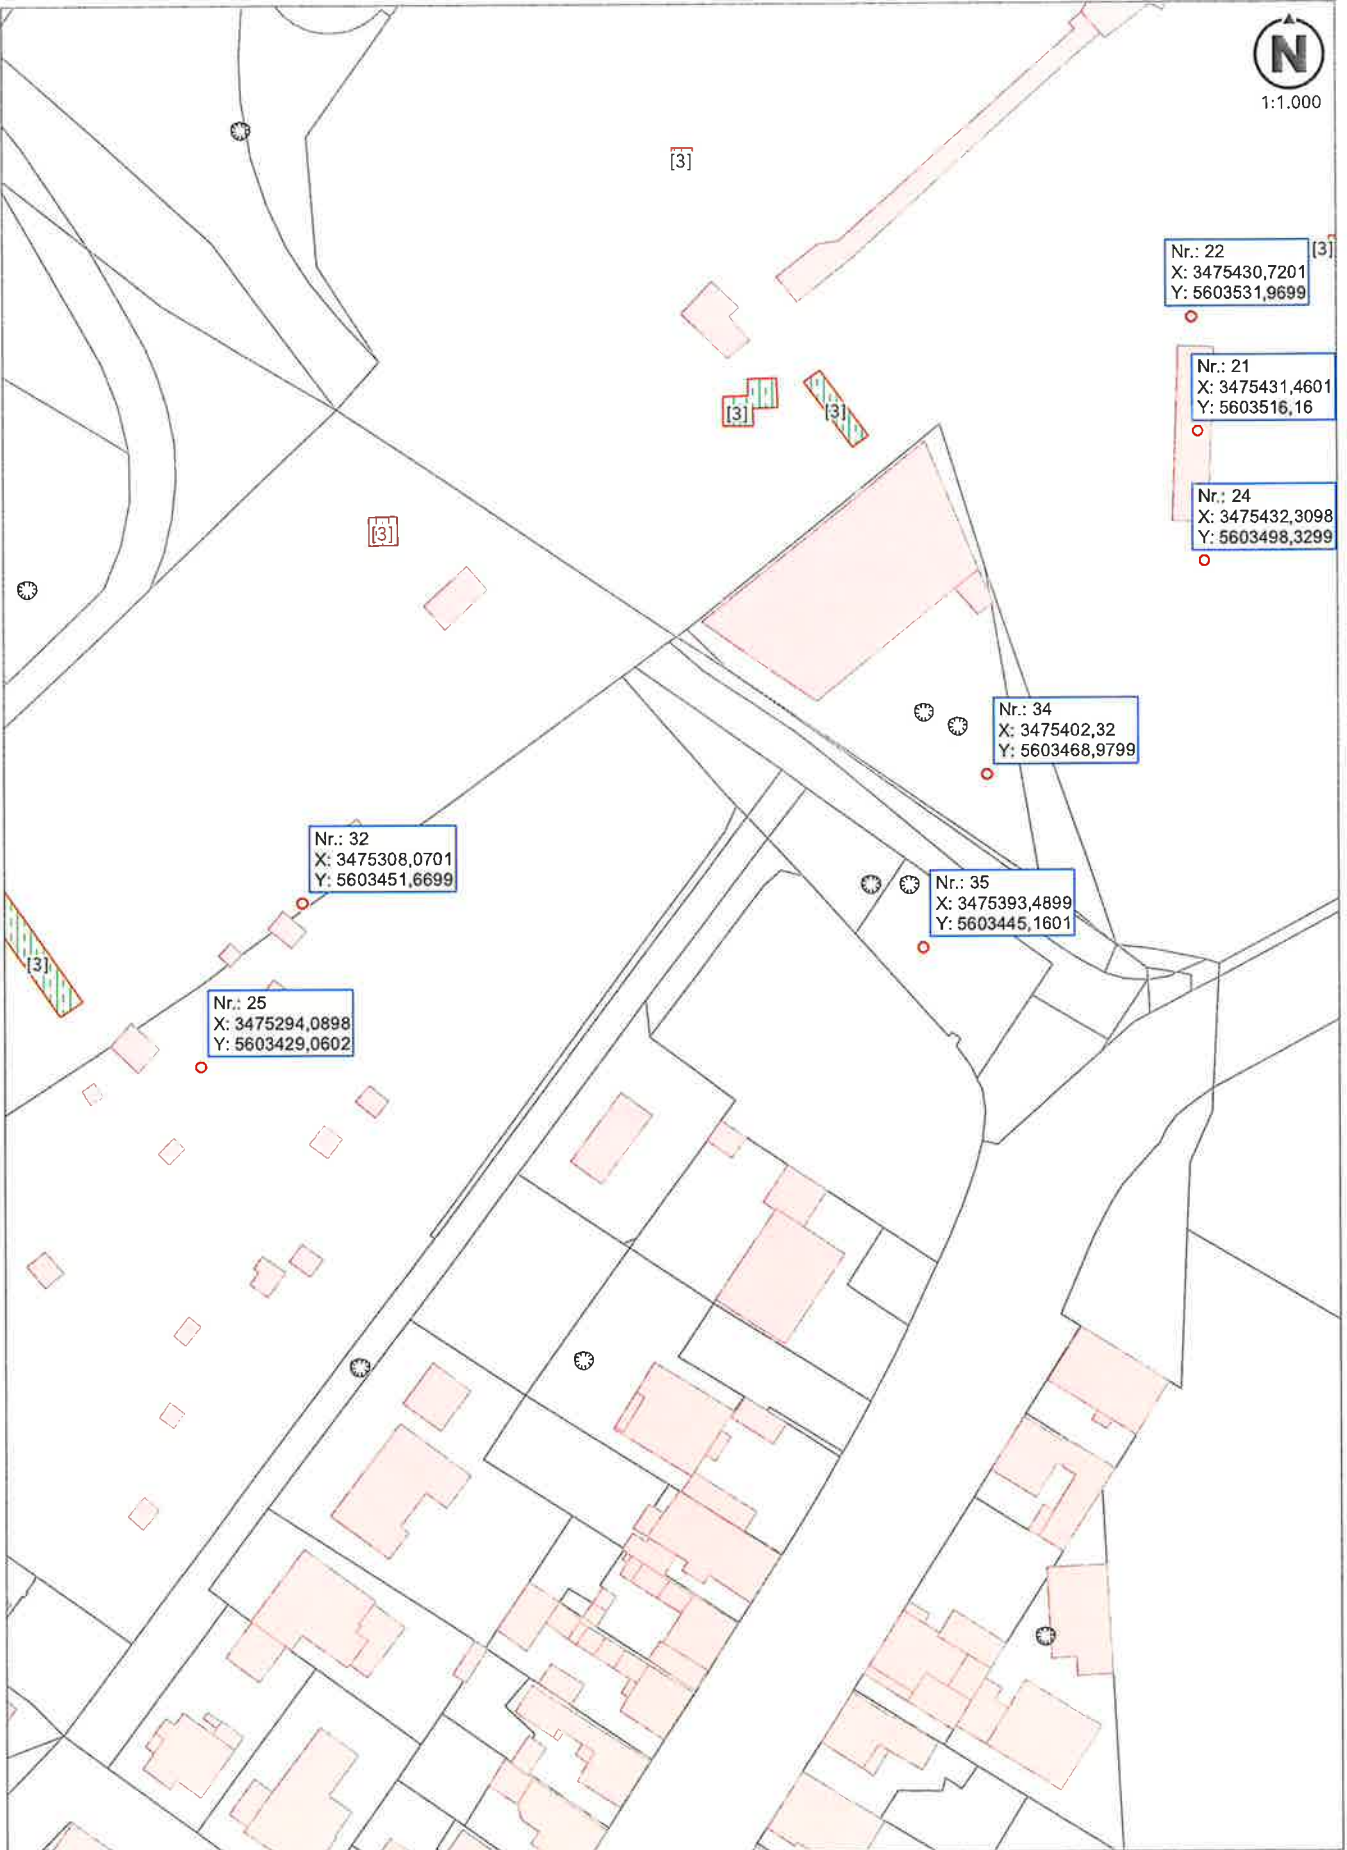 N
1:1.000
[3]
[3]
Nr.: 22
X: 3475430,7201
Y: 5603531,9699
Nr.: 21
X: 3475431,4601
Y: 5603516,16
[3]
[3]
Nr.: 24
X: 3475432,3098
Y: 5603498,3299
[3]
Nr.: 34
X: 3475402,32
Y: 5603468,9799
Nr.: 32
X: 3475308,0701
Y: 5603451,6699
Nr.: 35
X: 3475393,4899
Y: 5603445,1601
[3]
Nr.: 25
X: 3475294,0898
Y: 5603429,0602